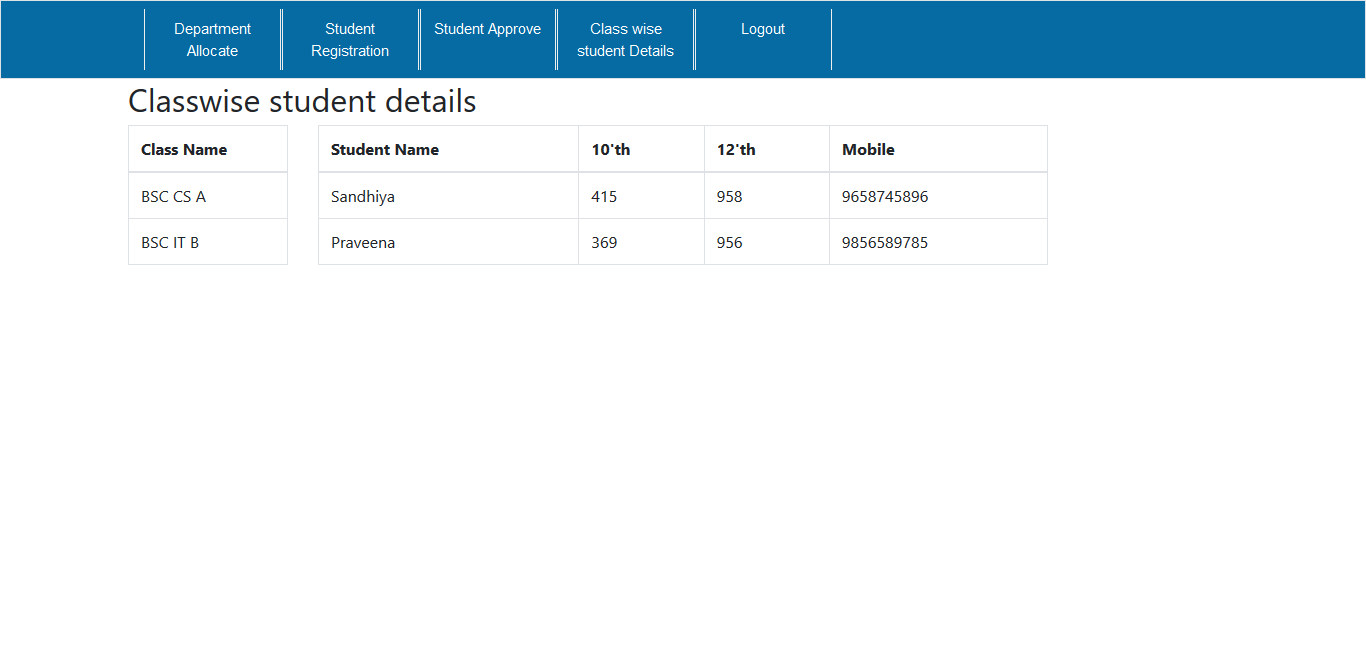 Department Allocate
Student Registration
Student Approve
Class wise student Details
Logout
Classwise student details
Class Name
BSC CS A
BSC IT B
Student Name 10'th 12'th Mobile
Sandhiya 415 958 9658745896
Praveena 369 956 9856589785